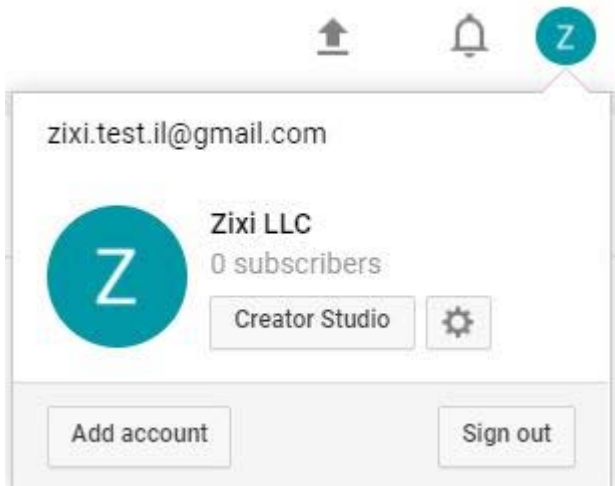 Z
zixi.test.il@gmail.com
Z
Zixi LLC
0 subscribers
Creator Studio
Add account
Sign out